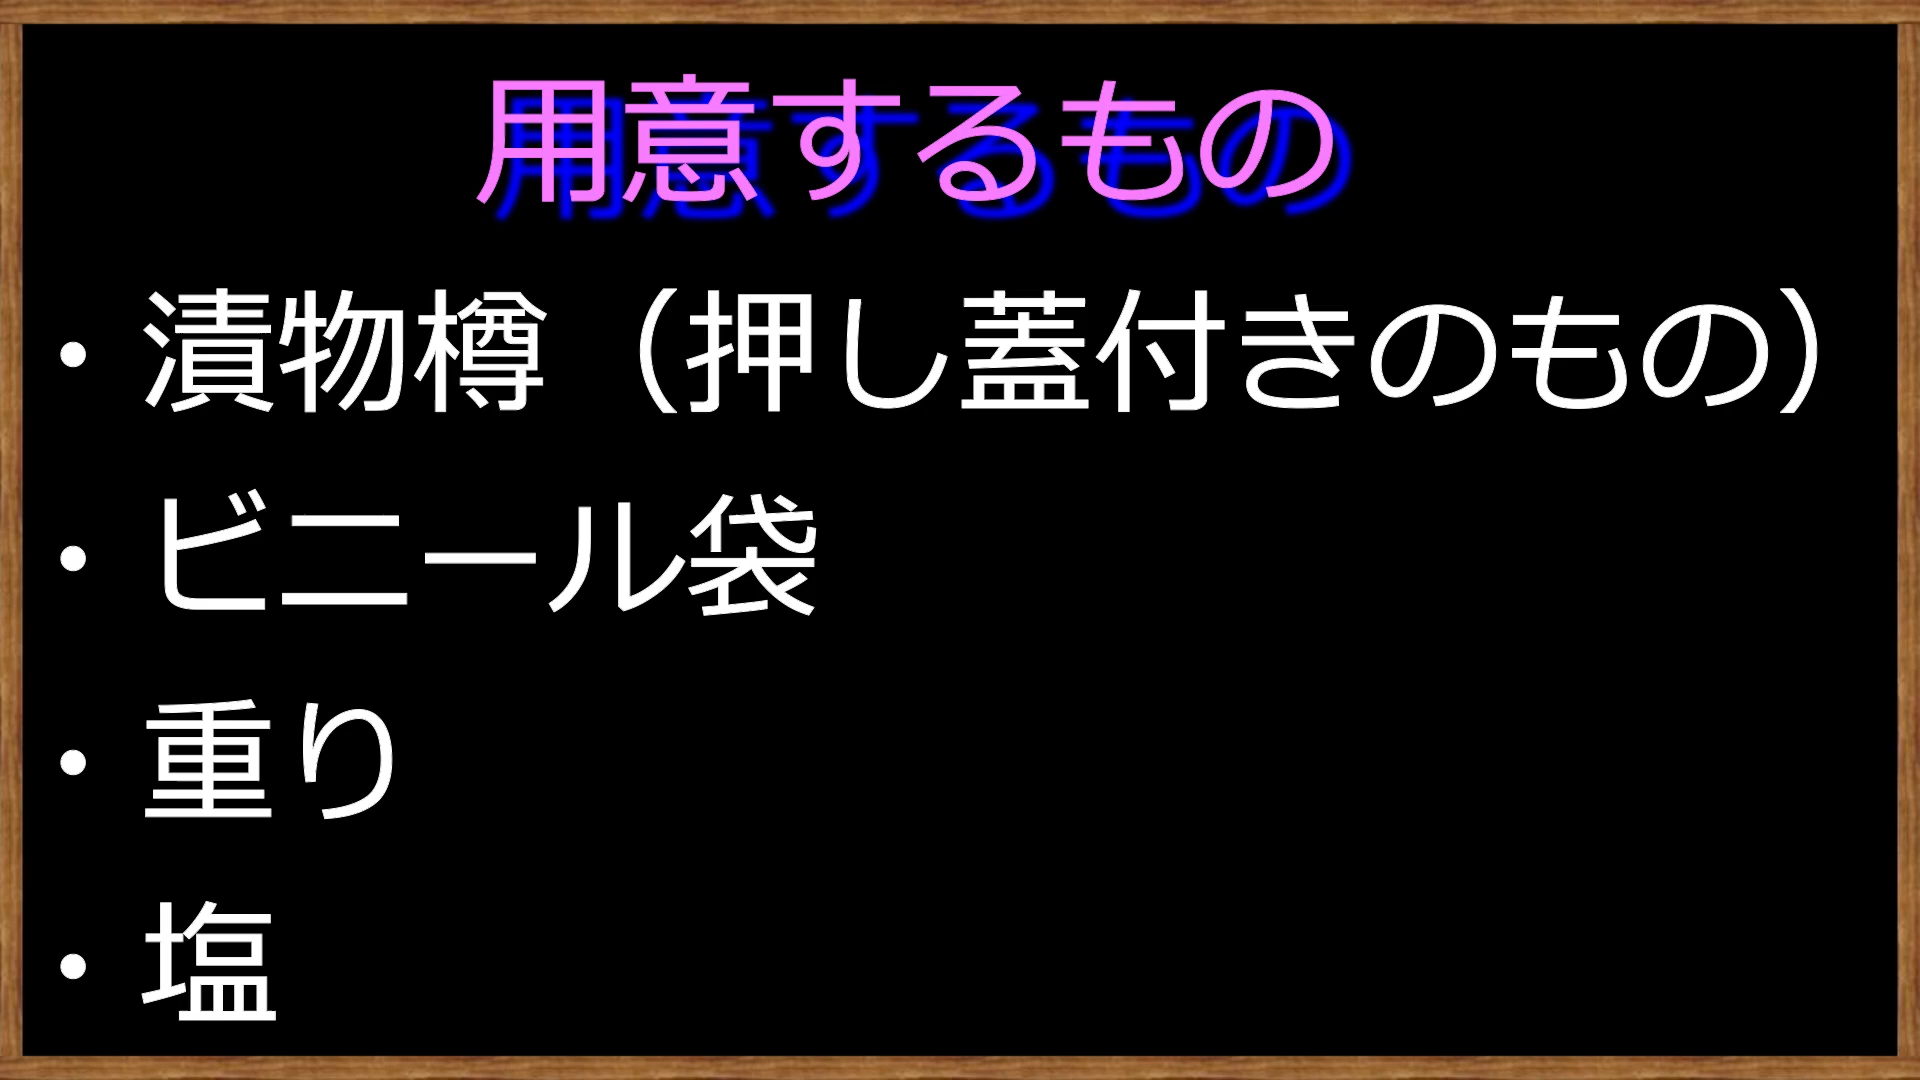 用意するもの
・漬物樽（押し蓋付きのもの）
・ビニール袋
・重り
・塩